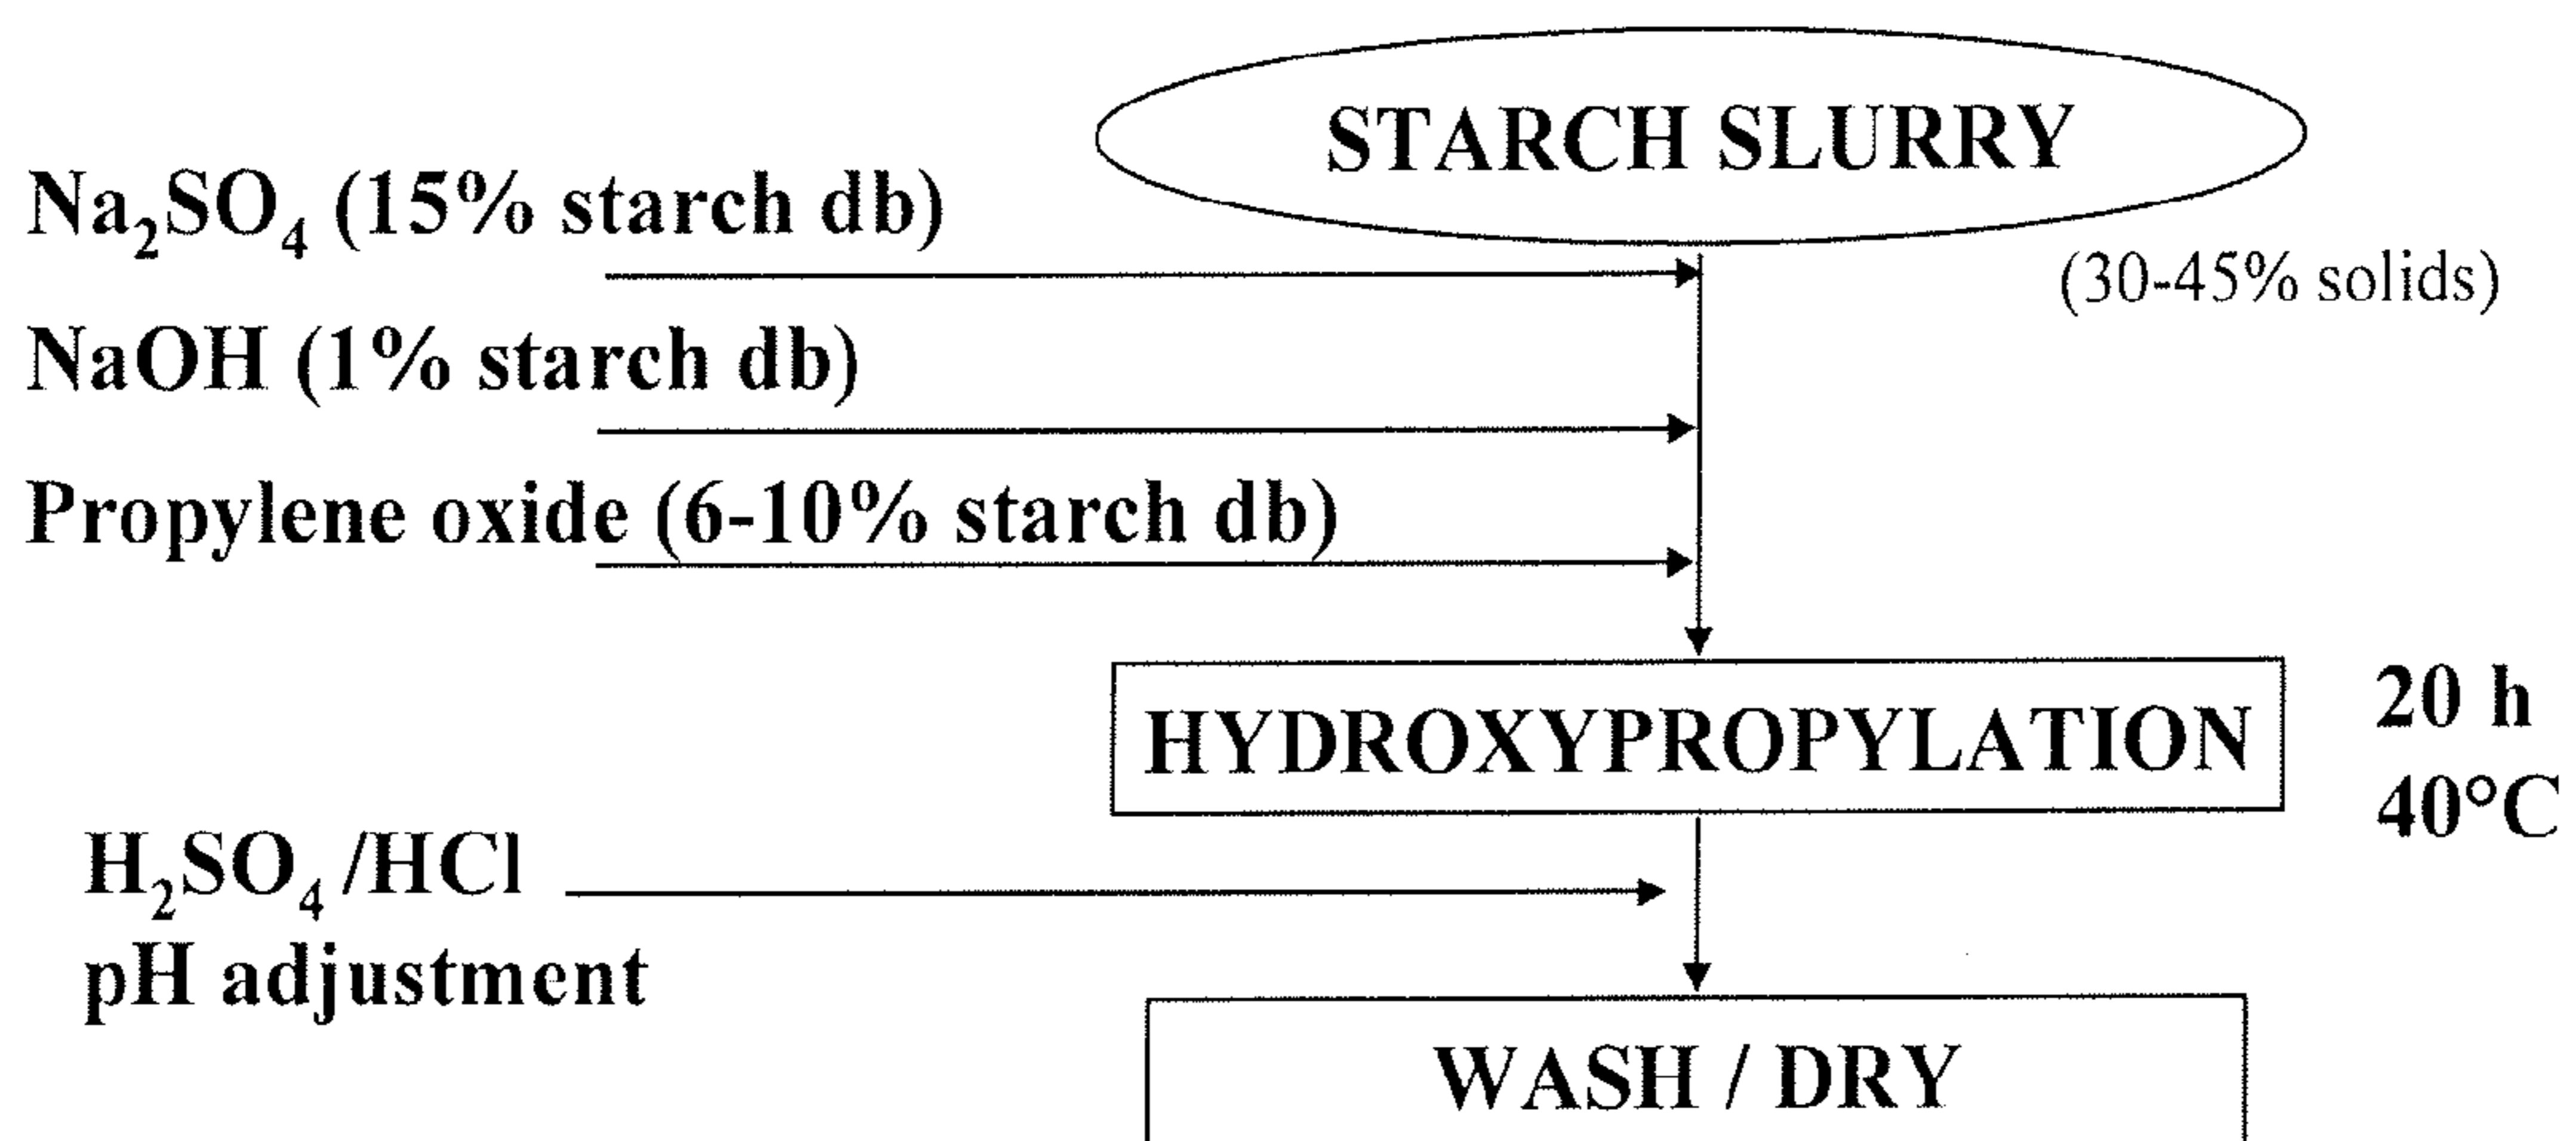 STARCH SLURRY
Na₂SO₄ (15% starch db)
(30-45% solids)
NaOH (1% starch db)
Propylene oxide (6-10% starch db)
HYDROXYPROPYLATION
20 h
40°C
H₂SO₄ /HCl
pH adjustment
WASH / DRY